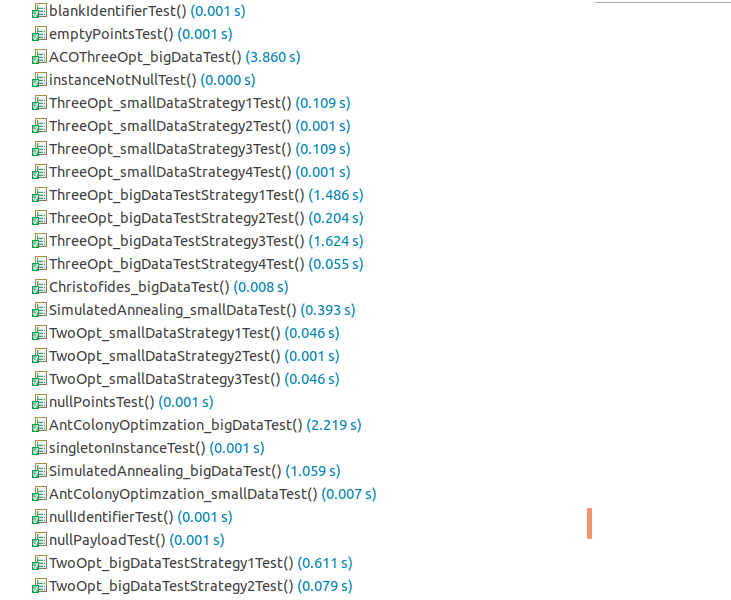 blankIdentifierTest() (0.001 s)
emptyPointsTest() (0.001 s)
ACOThreeOpt_bigDataTest() (3.860 s)
instanceNotNullTest() (0.000 s)
ThreeOpt_smallDataStrategy1Test() (0.109 s)
ThreeOpt_smallDataStrategy2Test() (0.001 s)
ThreeOpt_smallDataStrategy3Test() (0.109 s)
ThreeOpt_smallDataStrategy4Test() (0.001 s)
ThreeOpt_bigDataTestStrategy1Test() (1.486 s)
ThreeOpt_bigDataTestStrategy2Test() (0.204 s)
ThreeOpt_bigDataTestStrategy3Test() (1.624 s)
ThreeOpt_bigDataTestStrategy4Test() (0.055 s)
Christofides_bigDataTest() (0.008 s)
SimulatedAnnealing_smallDataTest() (0.393 s)
TwoOpt_smallDataStrategy1Test() (0.046 s)
TwoOpt_smallDataStrategy2Test() (0.001 s)
TwoOpt_smallDataStrategy3Test() (0.046 s)
nullPointsTest() (0.001 s)
AntColonyOptimzation_bigDataTest() (2.219 s)
singletonInstanceTest() (0.001 s)
SimulatedAnnealing_bigDataTest() (1.059 s)
AntColonyOptimzation_smallDataTest() (0.007 s)
nullIdentifierTest() (0.001 s)
nullPayloadTest() (0.001 s)
TwoOpt_bigDataTestStrategy1Test() (0.611 s)
TwoOpt_bigDataTestStrategy2Test() (0.079 s)